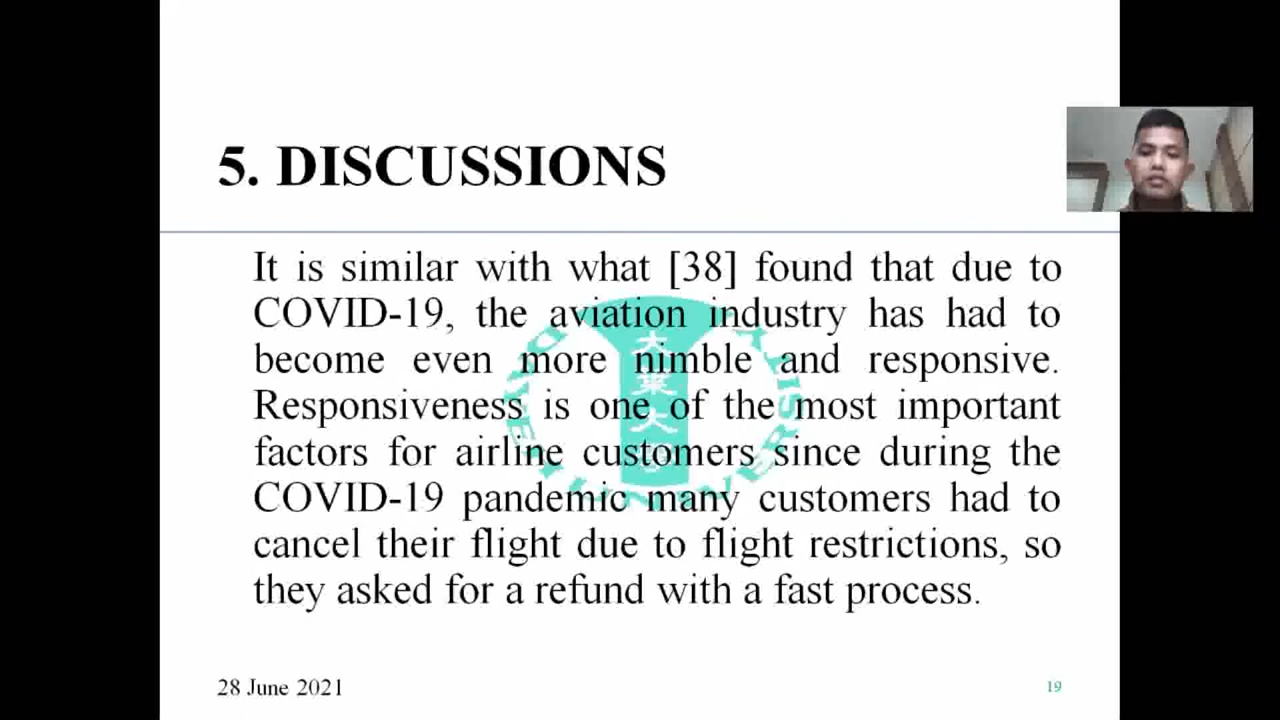 5. DISCUSSIONS
It is similar with what [38] found that due to
COVID-19, the aviation industry has had to
become even more nimble and responsive.
Responsiveness is one of the most important
factors for airline customers since during the
COVID-19 pandemic many customers had to
cancel their flight due to flight restrictions, so
they asked for a refund with a fast process.
大葉大
28 June 2021
19